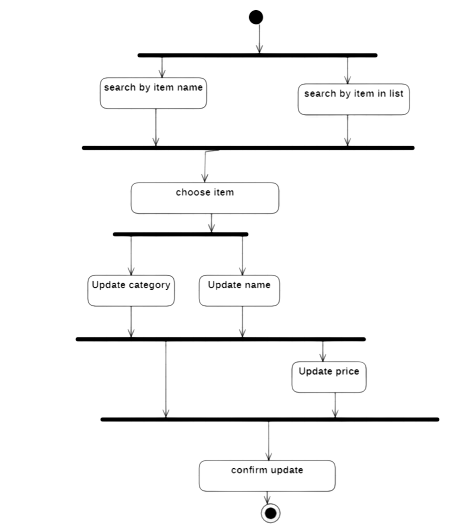 search by item name
search by item in list
choose item
Update category
Update name
Update price
confirm update